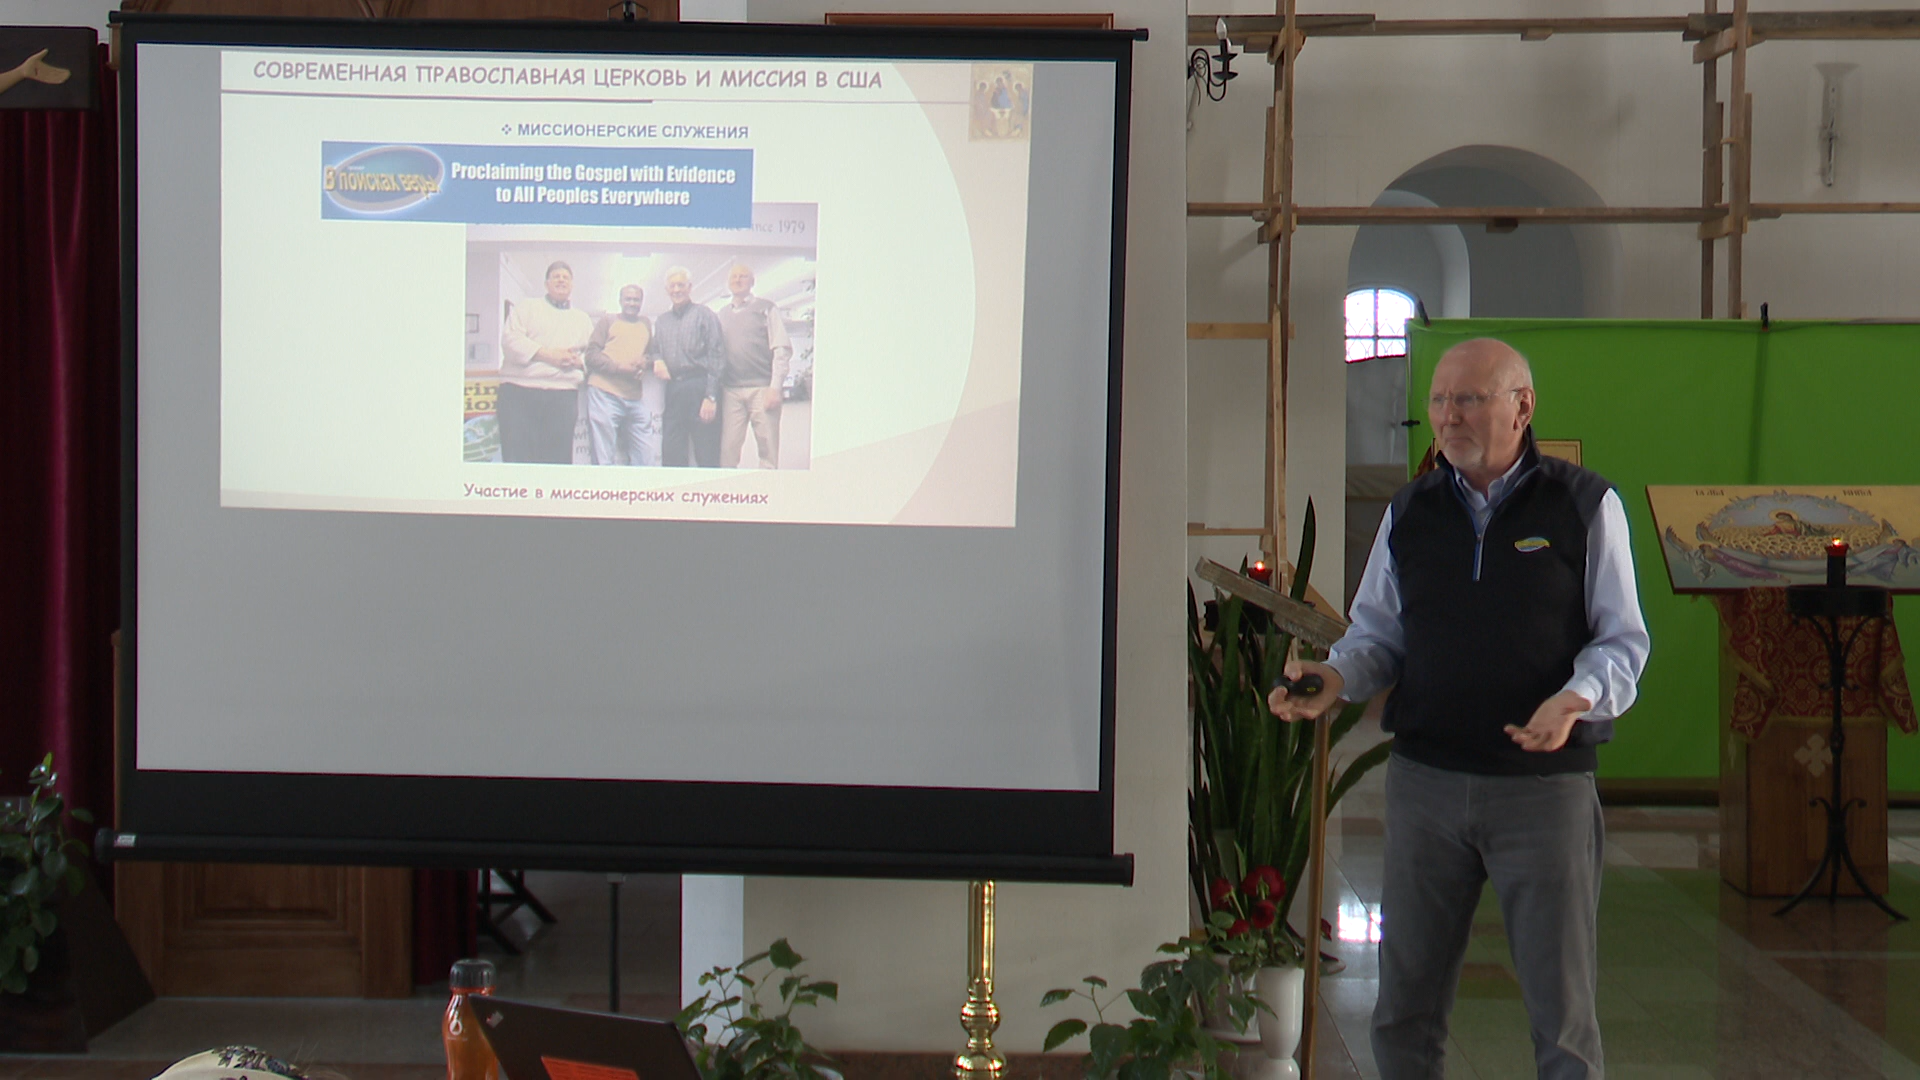 СОВРЕМЕННАЯ ПРАВОСЛАВНАЯ ЦЕРКОВЬ И МИССИЯ В США
❖ МИССИОНЕРСКИЕ СЛУЖЕНИЯ
В поисках веры
Proclaiming the Gospel with Evidence
to All Peoples Everywhere
since 1979
Участие в миссионерских служениях